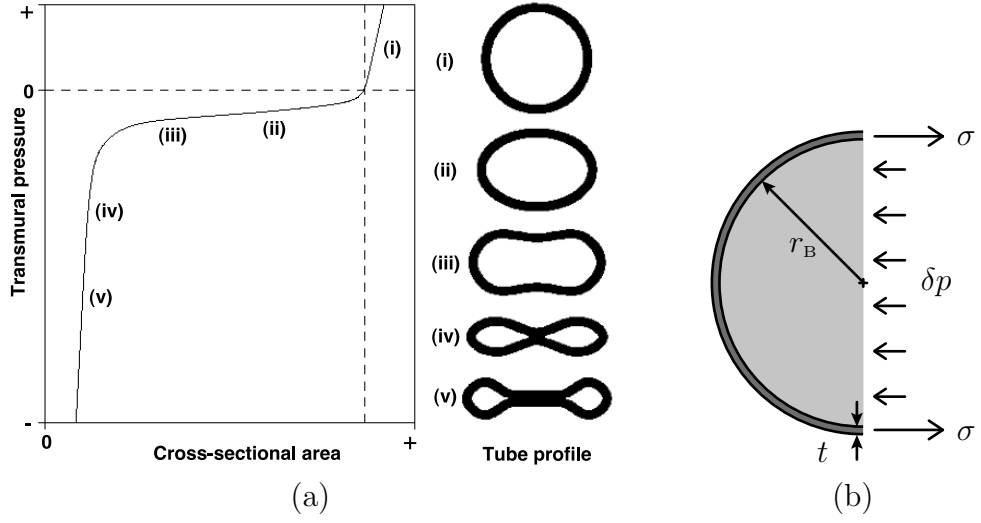 +
0
-
Transmural pressure
(i)
(ii)
(iii)
(iv)
(v)
0
+
Cross-sectional area
(i)
(ii)
(iii)
(iv)
(v)
Tube profile
(a)
σ
r_B
δp
σ
t
(b)